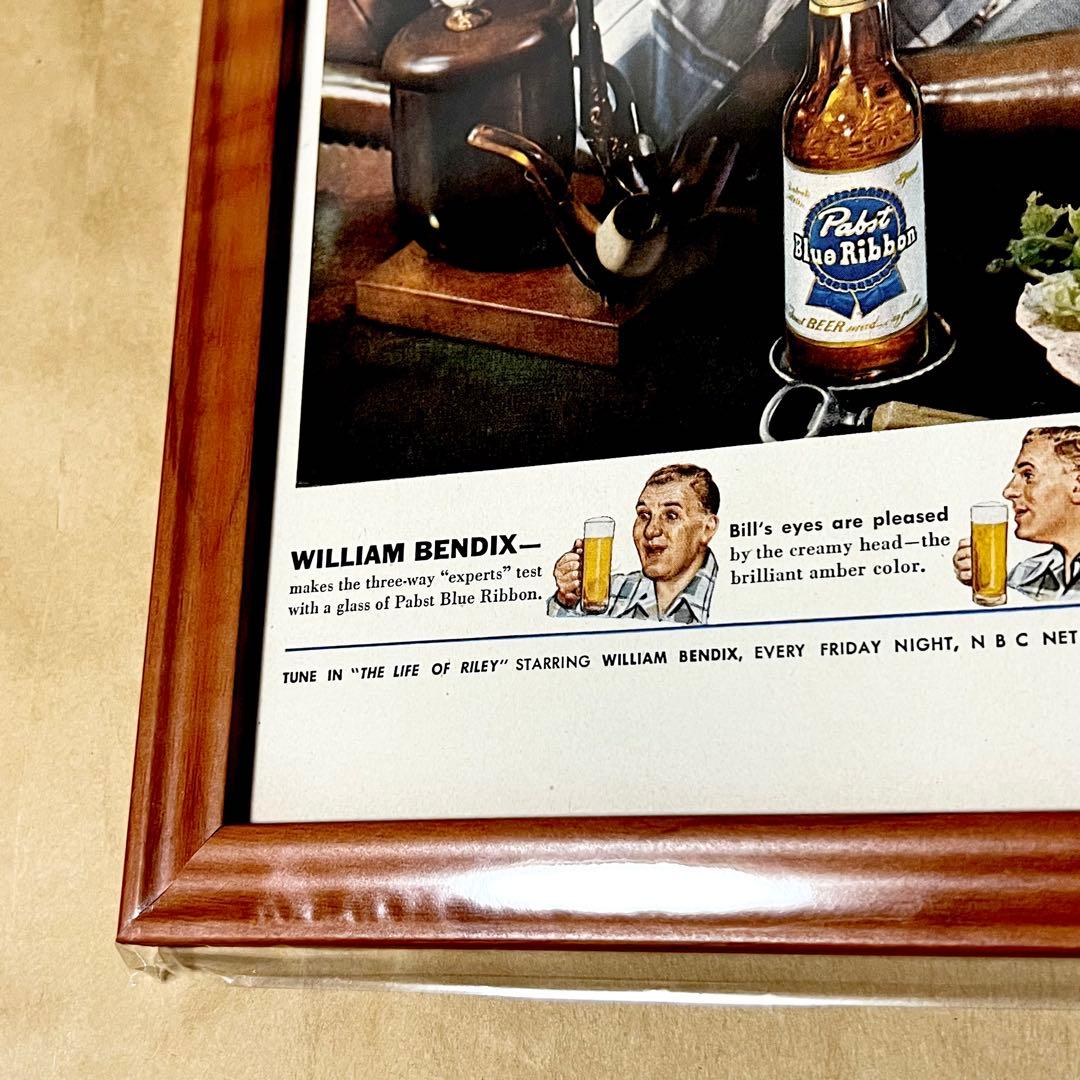 Pabst
Blue Ribbon
BEER
WILLIAM BENDIX—
makes the three-way “experts” test
with a glass of Pabst Blue Ribbon.
Bill's eyes are pleased
by the creamy head—the
brilliant amber color.
TUNE IN "THE LIFE OF RILEY" STARRING WILLIAM BENDIX, EVERY FRIDAY NIGHT, N B C NET